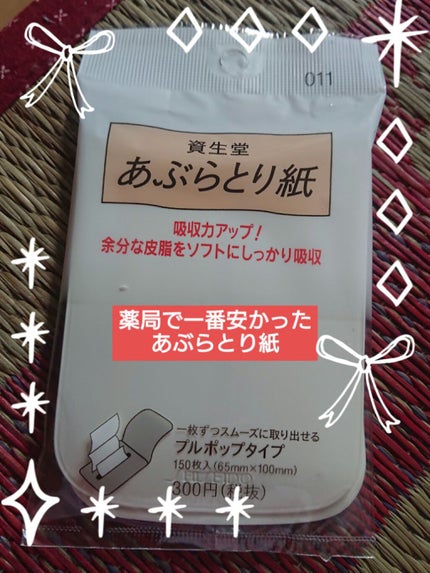 011
資生堂
あぶらとり紙
吸収力アップ!
余分な皮脂をソフトにしっかり吸収
薬局で一番安かった
あぶらとり紙
一枚ずつスムーズに取り出せる
プルポップタイプ
150枚入(65mm×100mm)
300円(税抜)